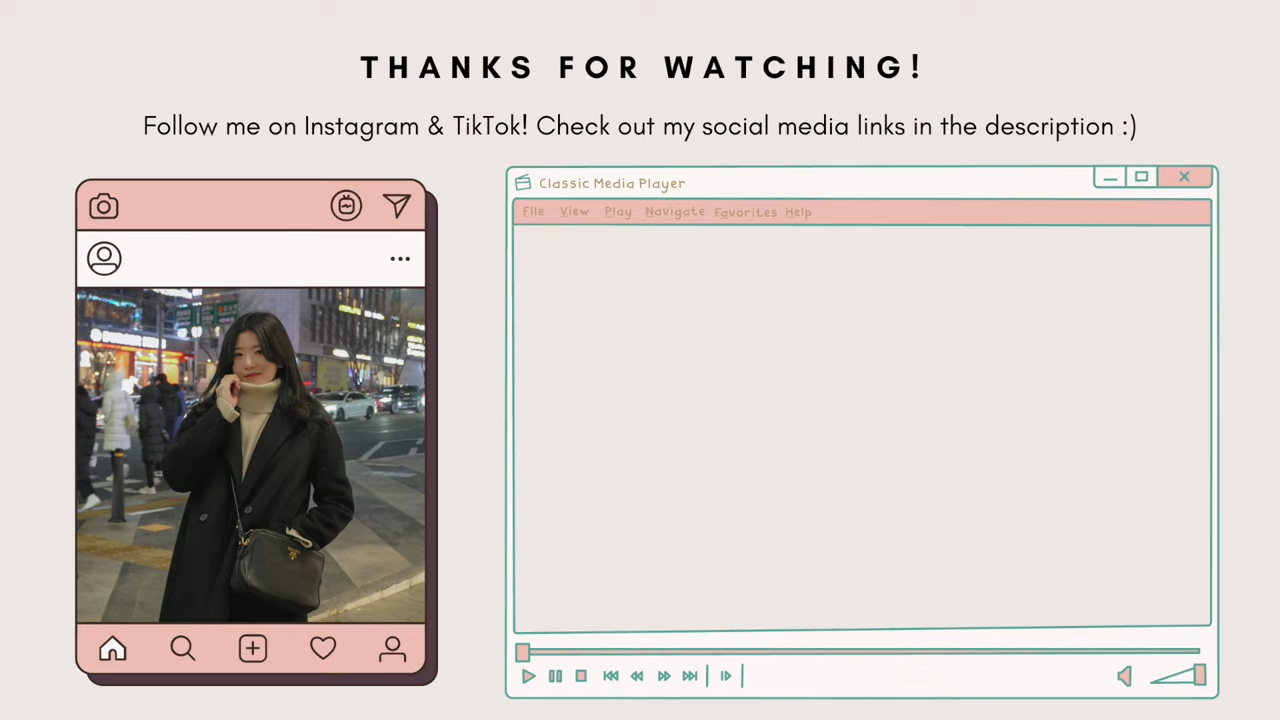 THANKS FOR WATCHING!
Follow me on Instagram & TikTok! Check out my social media links in the description :)
Classic Media Player
File View Play Navigate Favorites Help